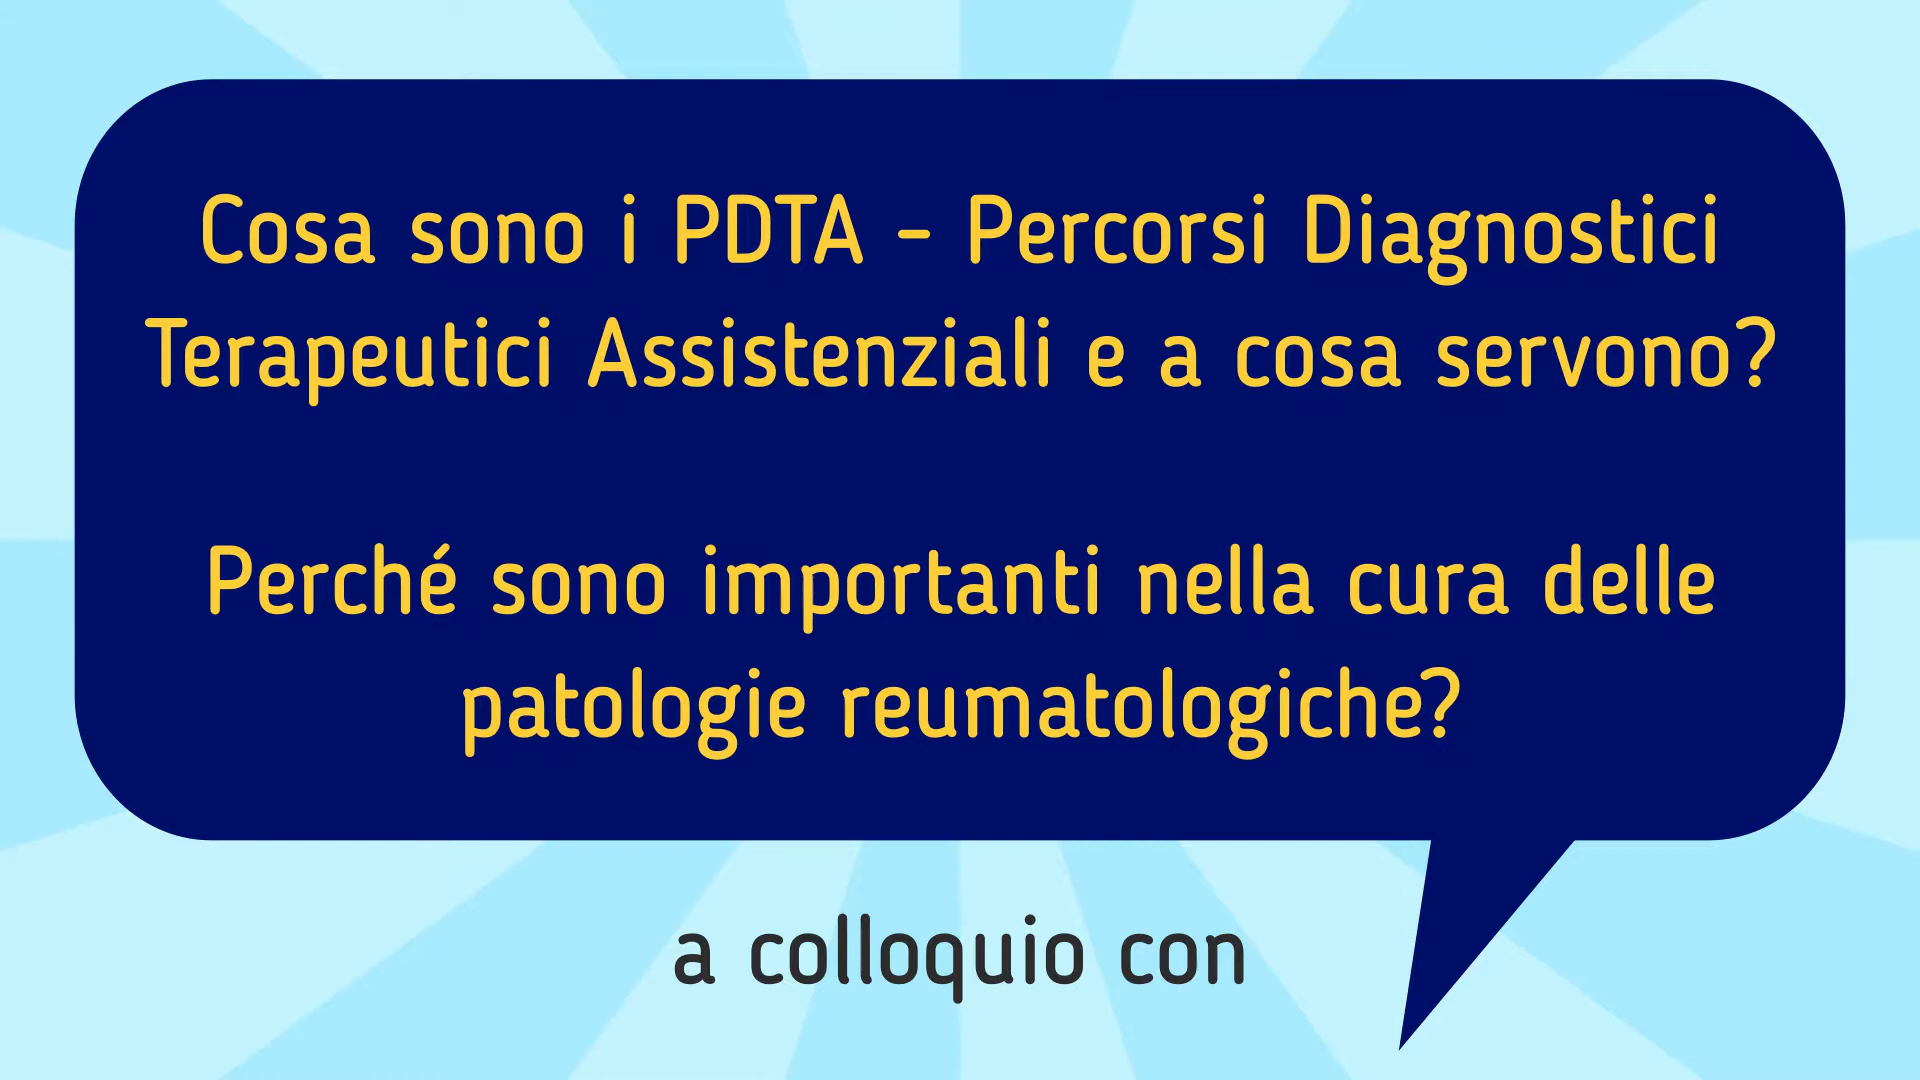 Cosa sono i PDTA - Percorsi Diagnostici
Terapeutici Assistenziali e a cosa servono?
Perché sono importanti nella cura delle
patologie reumatologiche?
a colloquio con